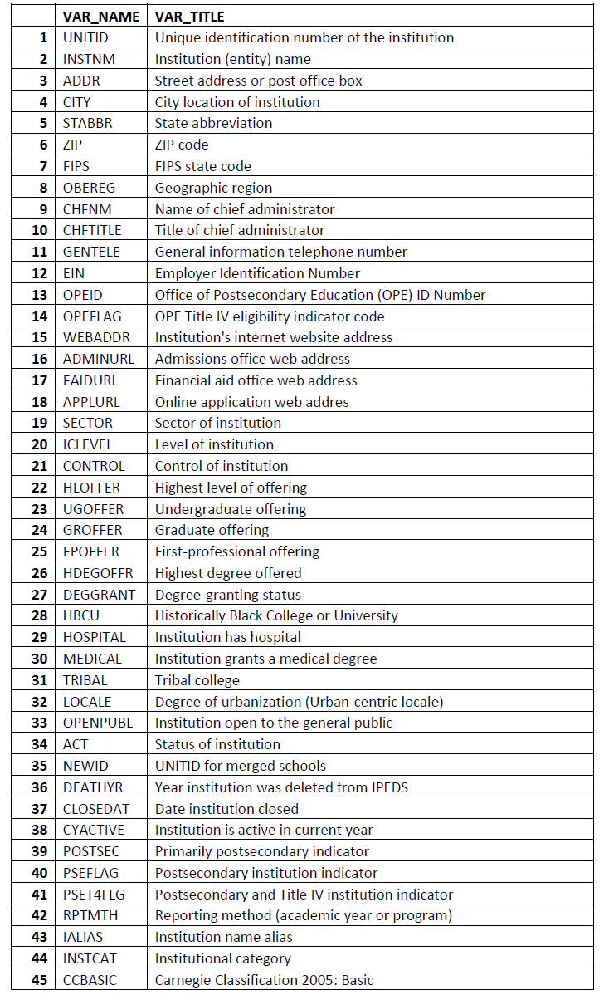 VAR_NAME VAR_TITLE
1 UNITID Unique identification number of the institution
2 INSTNM Institution (entity) name
3 ADDR Street address or post office box
4 CITY City location of institution
5 STABBR State abbreviation
6 ZIP ZIP code
7 FIPS FIPS state code
8 OBEREG Geographic region
9 CHFNM Name of chief administrator
10 CHFTITLE Title of chief administrator
11 GENTELE General information telephone number
12 EIN Employer Identification Number
13 OPEID Office of Postsecondary Education (OPE) ID Number
14 OPEFLAG OPE Title IV eligibility indicator code
15 WEBADDR Institution's internet website address
16 ADMINURL Admissions office web address
17 FAIDURL Financial aid office web address
18 APPLURL Online application web addres
19 SECTOR Sector of institution
20 ICLEVEL Level of institution
21 CONTROL Control of institution
22 HLOFFER Highest level of offering
23 UGOFFER Undergraduate offering
24 GROFFER Graduate offering
25 FPOFFER First-professional offering
26 HDEGOFFR Highest degree offered
27 DEGGRANT Degree-granting status
28 HBCU Historically Black College or University
29 HOSPITAL Institution has hospital
30 MEDICAL Institution grants a medical degree
31 TRIBAL Tribal college
32 LOCALE Degree of urbanization (Urban-centric locale)
33 OPENPUBL Institution open to the general public
34 ACT Status of institution
35 NEWID UNITID for merged schools
36 DEATHYR Year institution was deleted from IPEDS
37 CLOSEDAT Date institution closed
38 CYACTIVE Institution is active in current year
39 POSTSEC Primarily postsecondary indicator
40 PSEFLAG Postsecondary institution indicator
41 PSET4FLG Postsecondary and Title IV institution indicator
42 RPTMTH Reporting method (academic year or program)
43 IALIAS Institution name alias
44 INSTCAT Institutional category
45 CCBASIC Carnegie Classification 2005: Basic